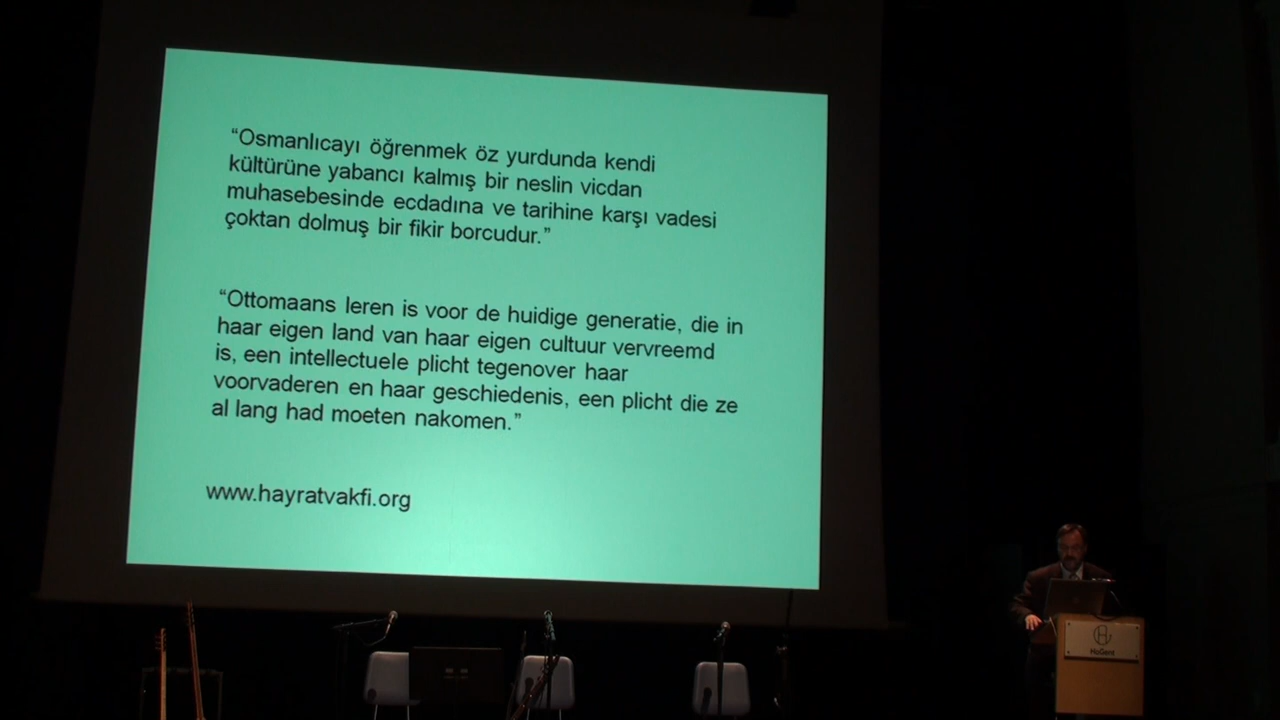 “Osmanlıcayı öğrenmek öz yurdunda kendi
kültürüne yabancı kalmış bir neslin vicdan
muhasebesinde ecdadına ve tarihine karşı vadesi
çoktan dolmuş bir fikir borcudur.”
“Ottomaans leren is voor de huidige generatie, die in
haar eigen land van haar eigen cultuur vervreemd
is, een intellectuele plicht tegenover haar
voorvaderen en haar geschiedenis, een plicht die ze
al lang had moeten nakomen.”
www.hayratvakfi.org
HoGent